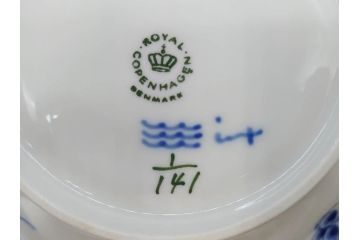 ROYAL
COPENHAGEN
DENMARK
1/141